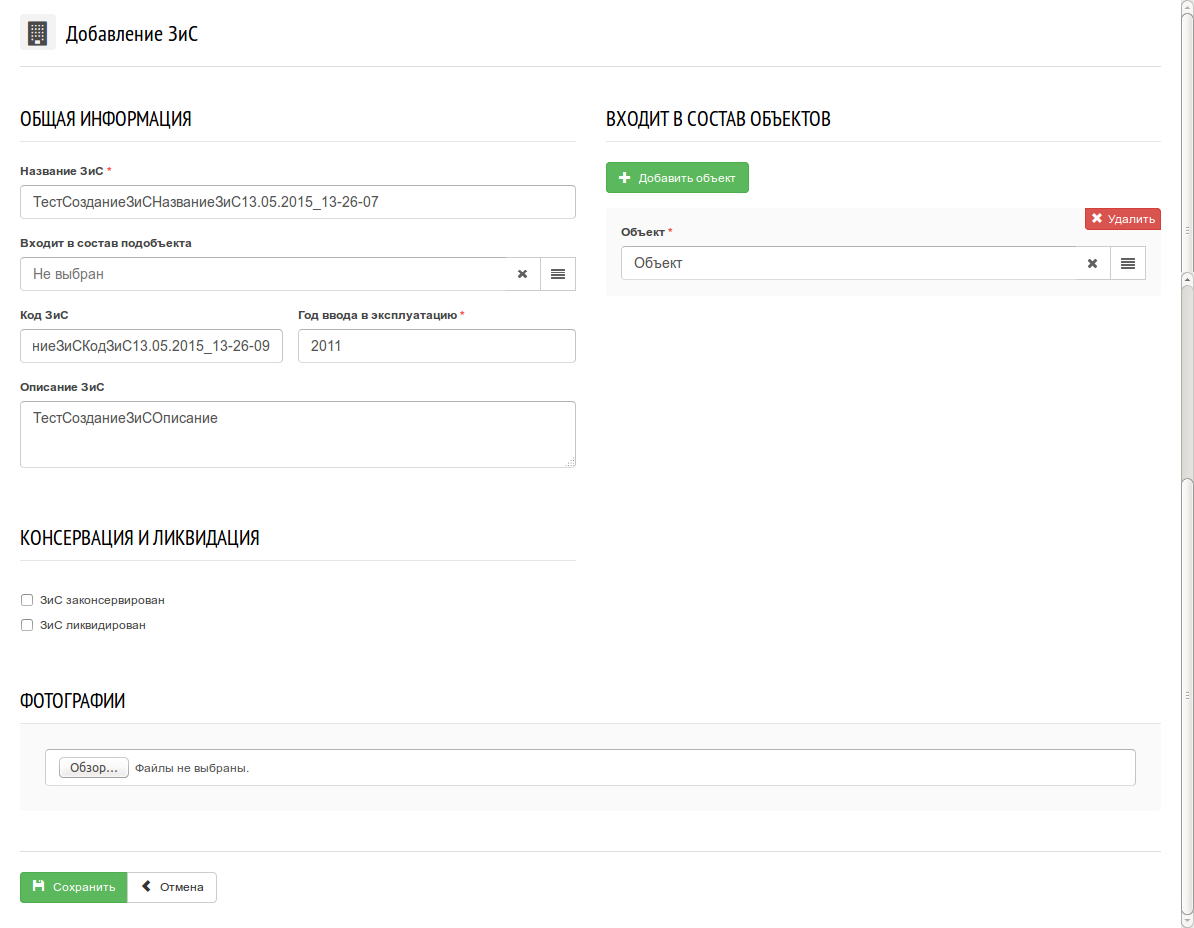 Добавление ЗиС
ОБЩАЯ ИНФОРМАЦИЯ
Название ЗиС *
ТестСозданиеЗиСНазваниеЗиС13.05.2015_13-26-07
Входит в состав подобъекта
Не выбран
Код ЗиС
Год ввода в эксплуатацию *
ниеЗиСКодЗиС13.05.2015_13-26-09
2011
Описание ЗиС
ТестСозданиеЗиСОписание
ВХОДИТ В СОСТАВ ОБЪЕКТОВ
Добавить объект
Удалить
Объект *
Объект
КОНСЕРВАЦИЯ И ЛИКВИДАЦИЯ
ЗиС законсервирован
ЗиС ликвидирован
ФОТОГРАФИИ
Обзор... Файлы не выбраны.
Сохранить
Отмена